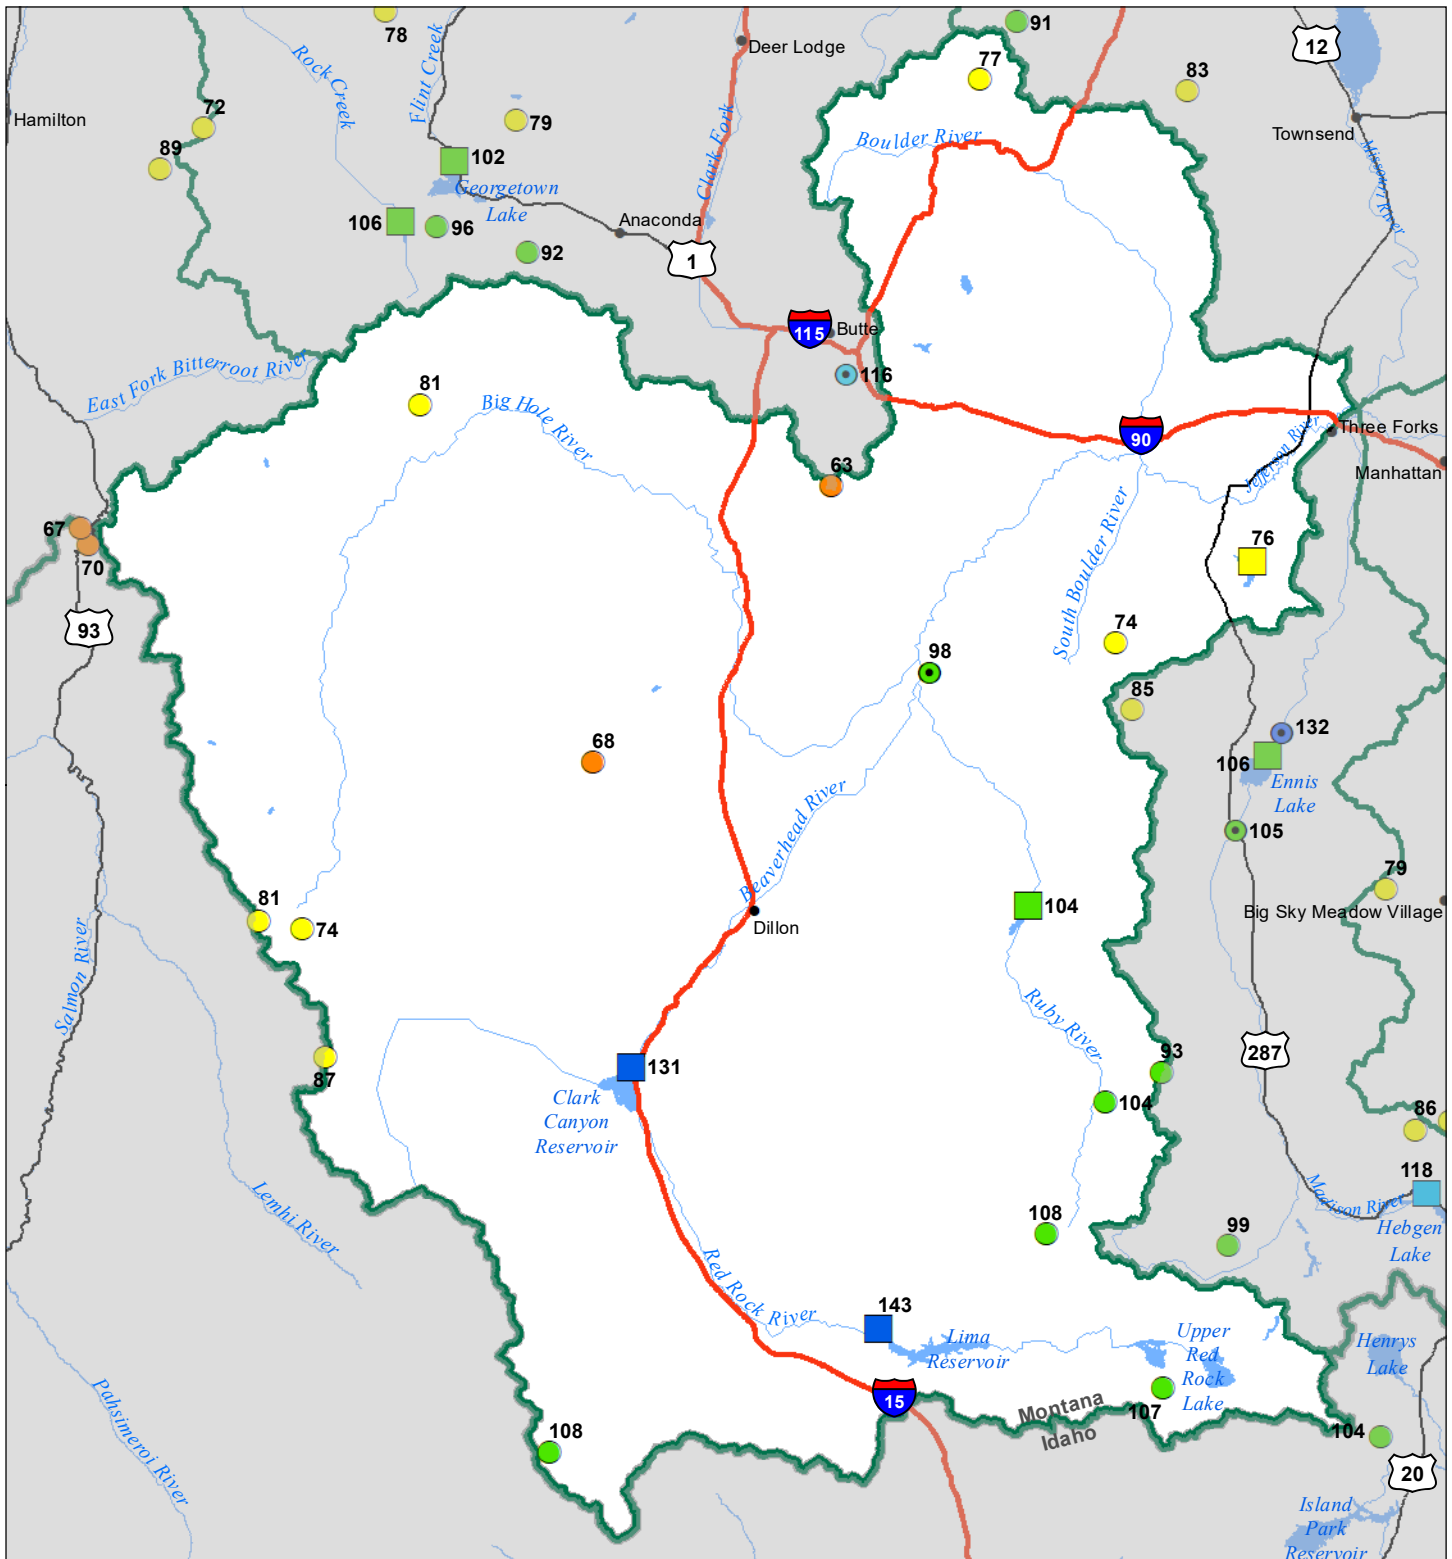 78
91
12
Deer Lodge
Rock Creek
Flint Creek
77
83
72
Hamilton
79
Townsend
Boulder River
89
102
Clark Fork
Missouri River
Georgetown
Lake
106
96
Anaconda
92
1
115
Butte
East Fork Bitterroot River
116
81
Big Hole River
90
Three Forks
Jefferson River
Manhattan
63
67
70
South Boulder River
76
93
74
98
85
132
68
106
Ennis
Lake
Beaverhead River
105
79
81
74
104
Big Sky Meadow Village
Dillon
Salmon River
Ruby River
287
93
87
131
Clark
Canyon
Reservoir
104
86
118
Madison River
Lemhi River
108
99
Hebgen
Lake
Red Rock River
143
Lima
Reservoir
Upper
Red
Rock
Lake
Henrys
Lake
15
Montana
Idaho
107
Pahsimeroi River
108
104
20
Island
Park
Reservoir